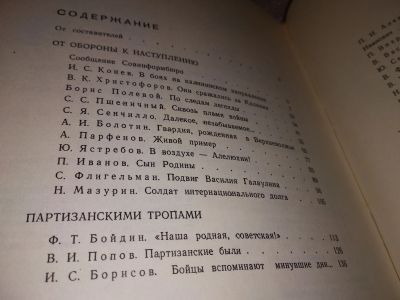 СОДЕРЖАНИЕ
От составителей
ОТ ОБОРОНЫ К НАСТУПЛЕНИЮ
Сообщения Совинформбюро
И. С. Конев. В боях на калининском направлении
В. К. Христофоров. Они сражались за Калинин
Борис Полевой. По следам легенды
С. С. Пшеничный. Сквозь пламя войны
С. Я. Сенчилло. Далекое, незабываемое...
А. И. Болотин. Гвардия, рожденная в Верхневолжье
А. Парфенов. Живой пример
Ю. Ястребов. В воздухе — Алелюхин!
П. Иванов. Сын Родины
С. Флигельман. Подвиг Василия Галкулина
Н. Мазурин. Солдат интернационального долга
ПАРТИЗАНСКИМИ ТРОПАМИ
Ф. Т. Бойдин. «Наша родная, советская!» 113
В. И. Попов. Партизанские были 126
И. С. Борисов. Бойцы вспоминают минувшие дни... 136